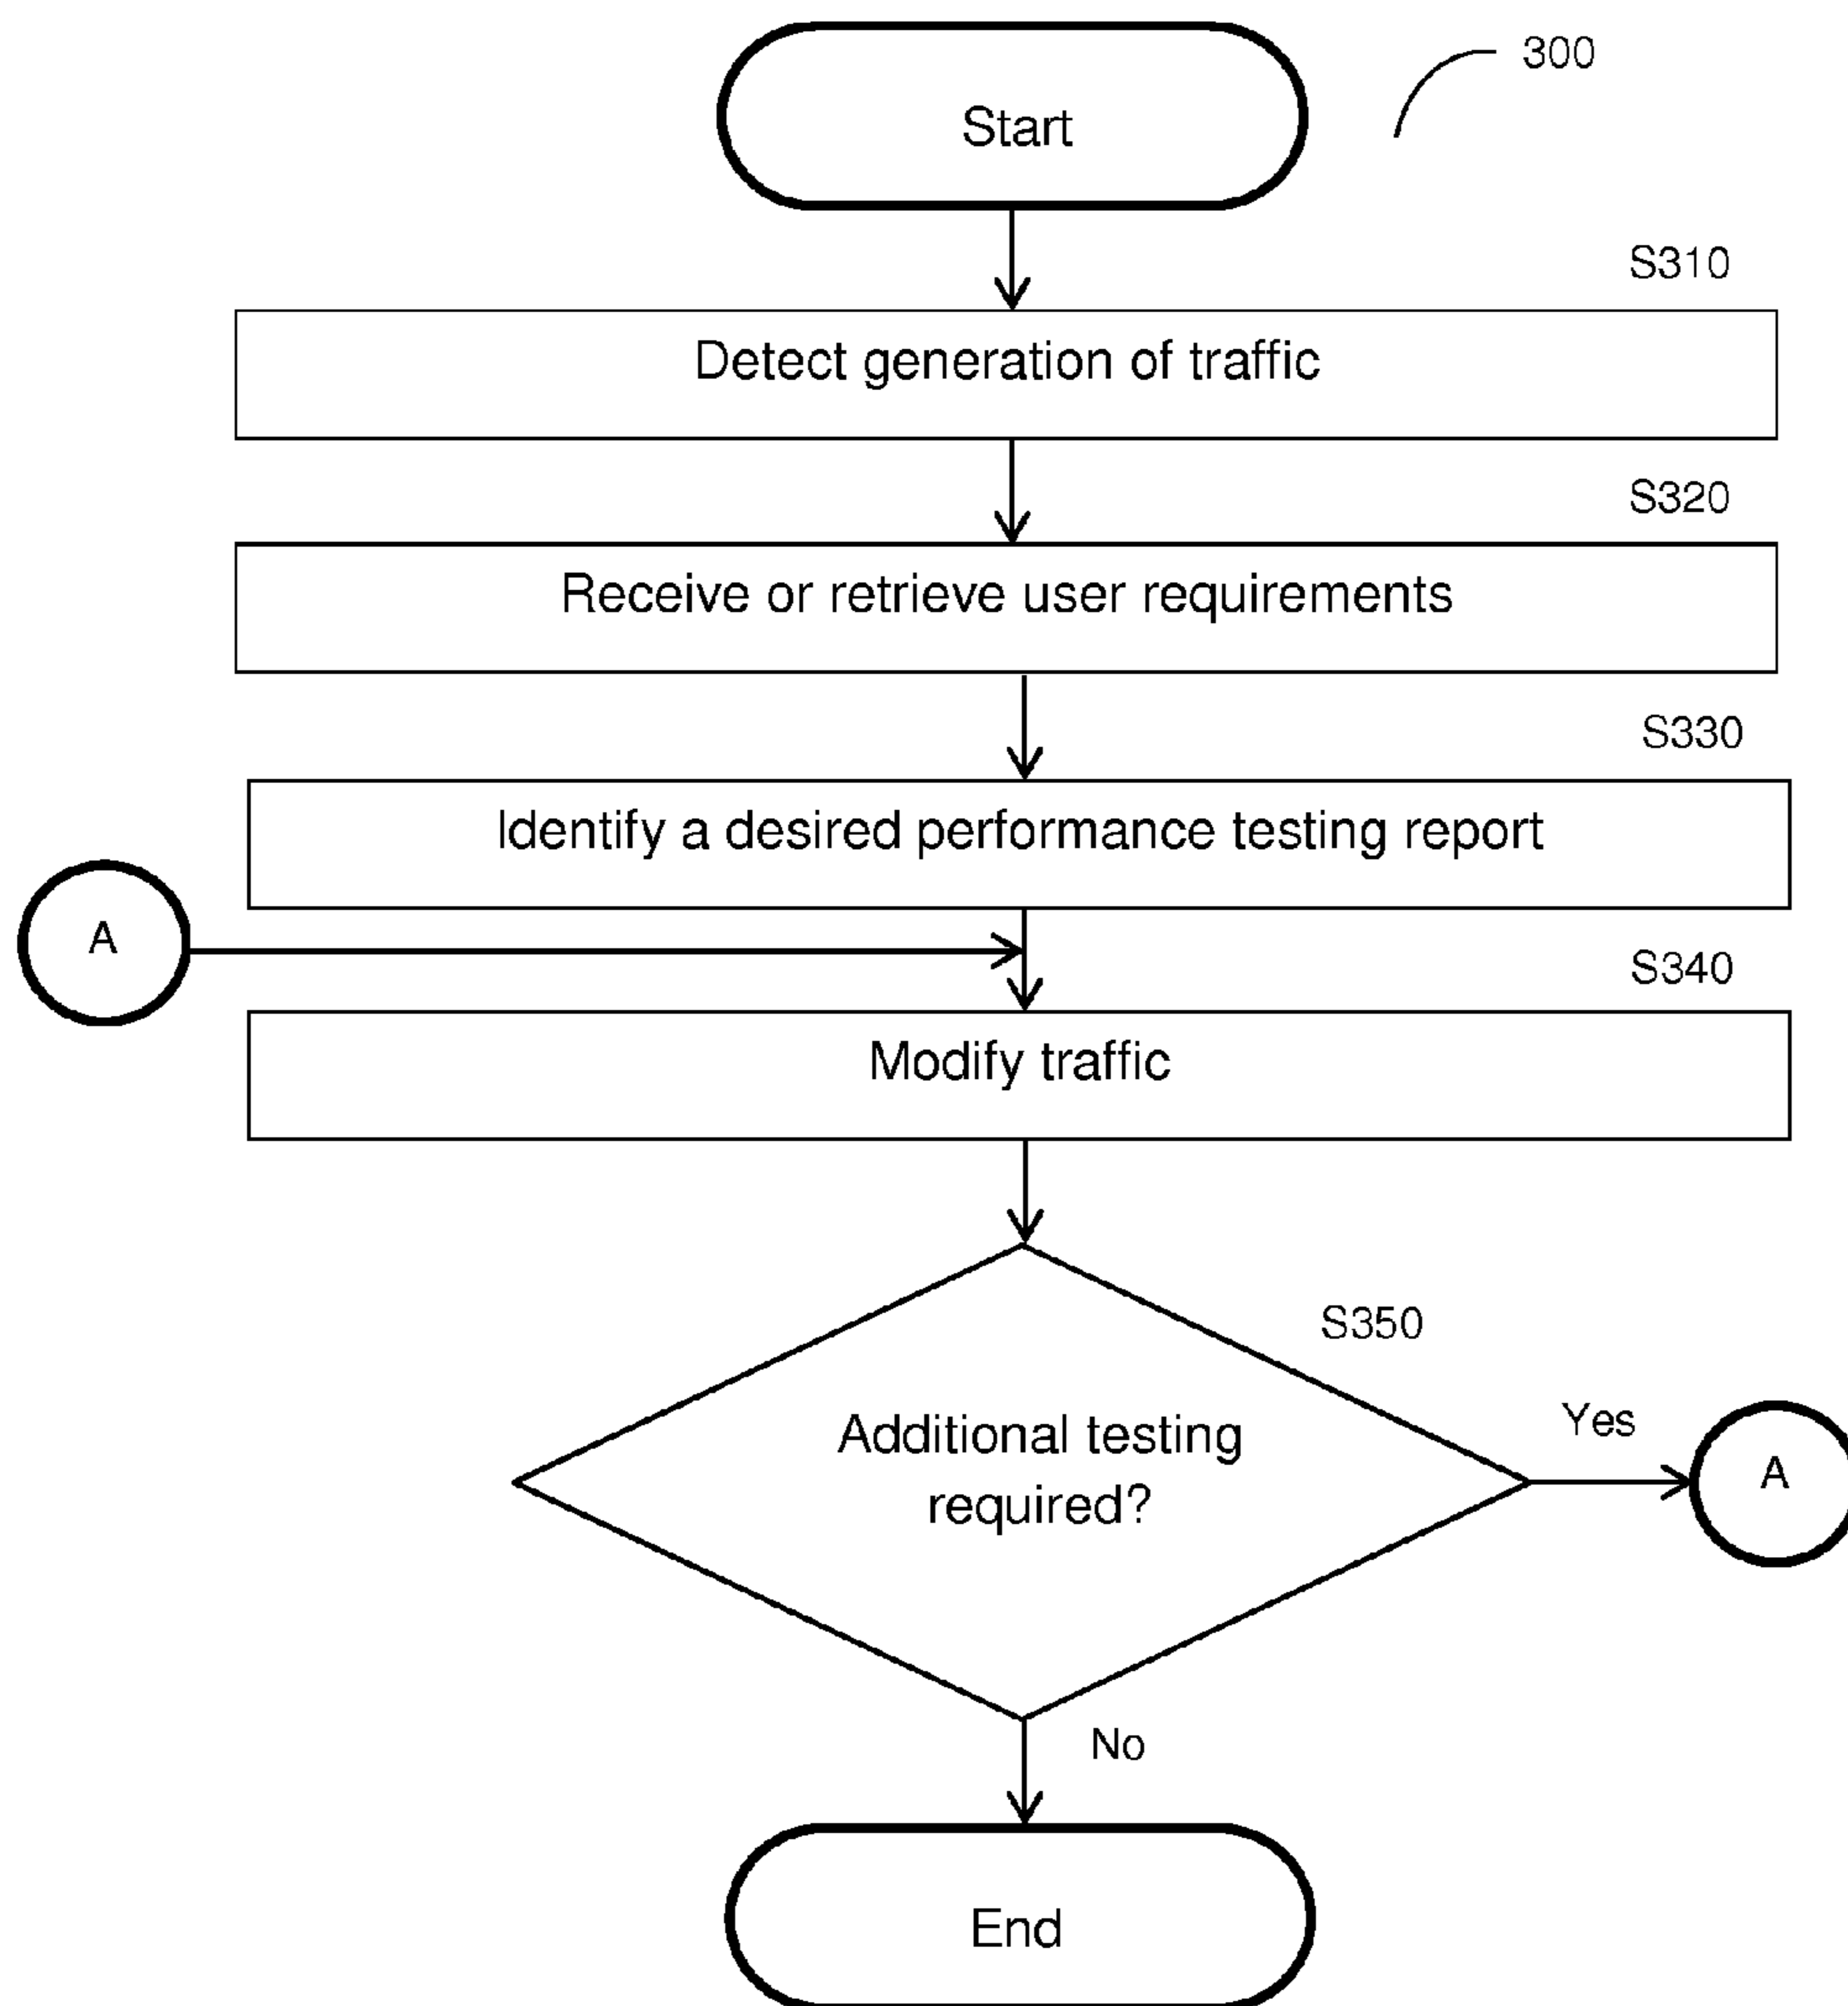 300
Start
S310
Detect generation of traffic
S320
Receive or retrieve user requirements
S330
Identify a desired performance testing report
A
S340
Modify traffic
S350
Additional testing
required?
Yes
A
No
End